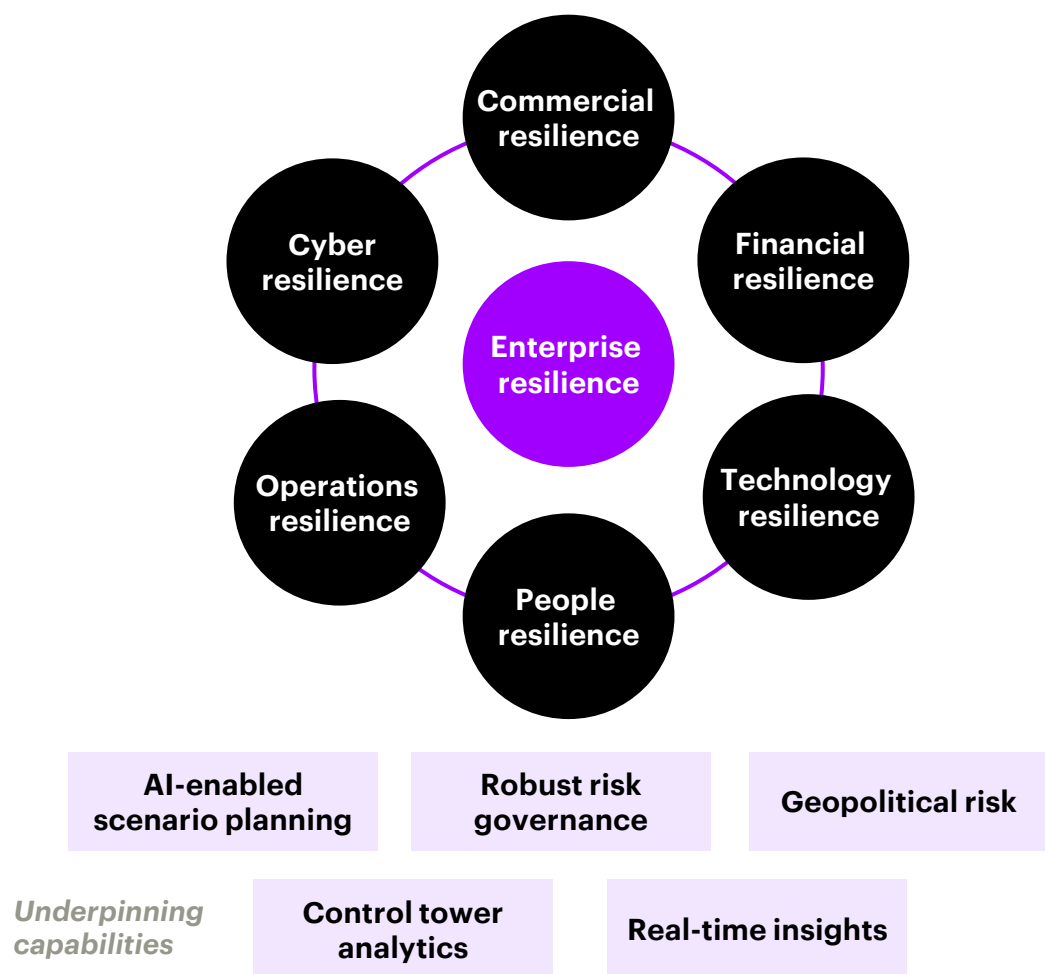 Commercial
resilience
Cyber
resilience
Financial
resilience
Enterprise
resilience
Operations
resilience
Technology
resilience
People
resilience
AI-enabled
scenario planning
Robust risk
governance
Geopolitical risk
Underpinning
capabilities
Control tower
analytics
Real-time insights